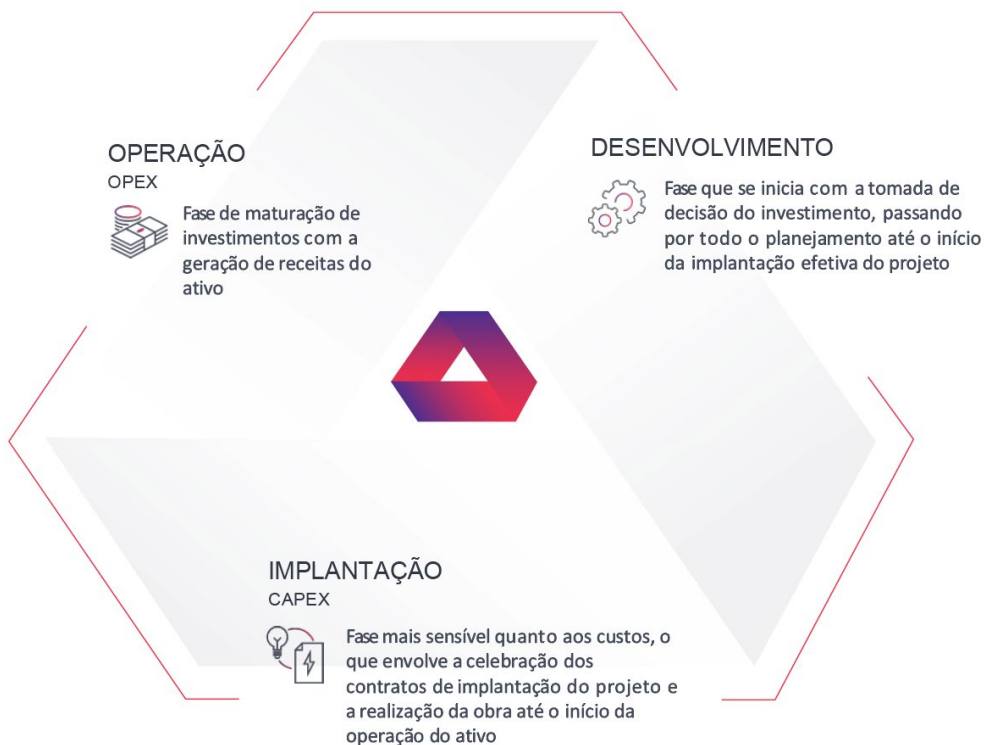 OPERAÇÃO
OPEX
Fase de maturação de
investimentos com a
geração de receitas do
ativo
DESENVOLVIMENTO
Fase que se inicia com a tomada de
decisão do investimento, passando
por todo o planejamento até o início
da implantação efetiva do projeto
IMPLANTAÇÃO
CAPEX
Fase mais sensível quanto aos custos, o
que envolve a celebração dos
contratos de implantação do projeto e
a realização da obra até o início da
operação do ativo